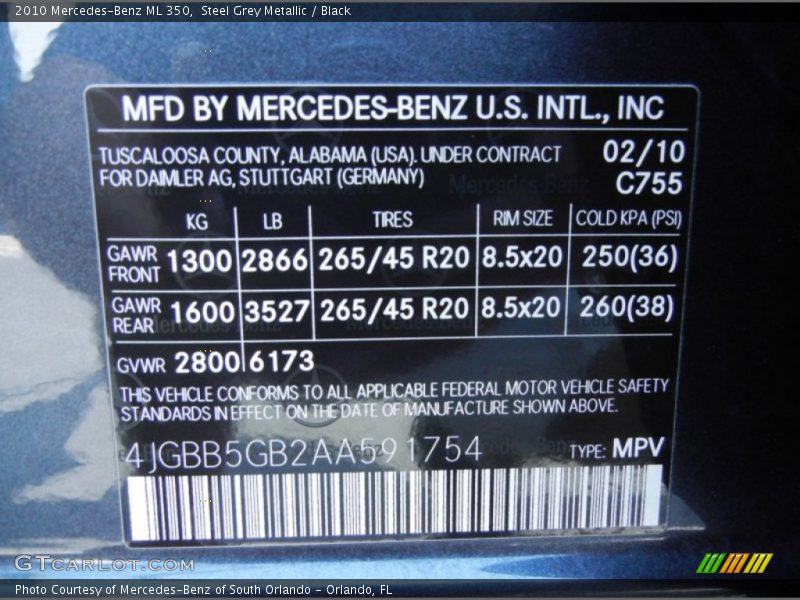 2010 Mercedes-Benz ML 350,  Steel Grey Metallic / Black
MFD BY MERCEDES-BENZ U.S. INTL., INC
TUSCALOOSA COUNTY, ALABAMA (USA). UNDER CONTRACT 02/10
FOR DAIMLER AG, STUTTGART (GERMANY) C755
KG LB TIRES RIM SIZE COLD KPA (PSI)
GAWR FRONT 1300 2866 265/45 R20 8.5x20 250(36)
GAWR REAR 1600 3527 265/45 R20 8.5x20 260(38)
GVWR 2800 6173
THIS VEHICLE CONFORMS TO ALL APPLICABLE FEDERAL MOTOR VEHICLE SAFETY
STANDARDS IN EFFECT ON THE DATE OF MANUFACTURE SHOWN ABOVE.
4JGBB5GB2AA591754 TYPE: MPV
GTCARLOT.COM
Photo Courtesy of Mercedes-Benz of South Orlando - Orlando, FL